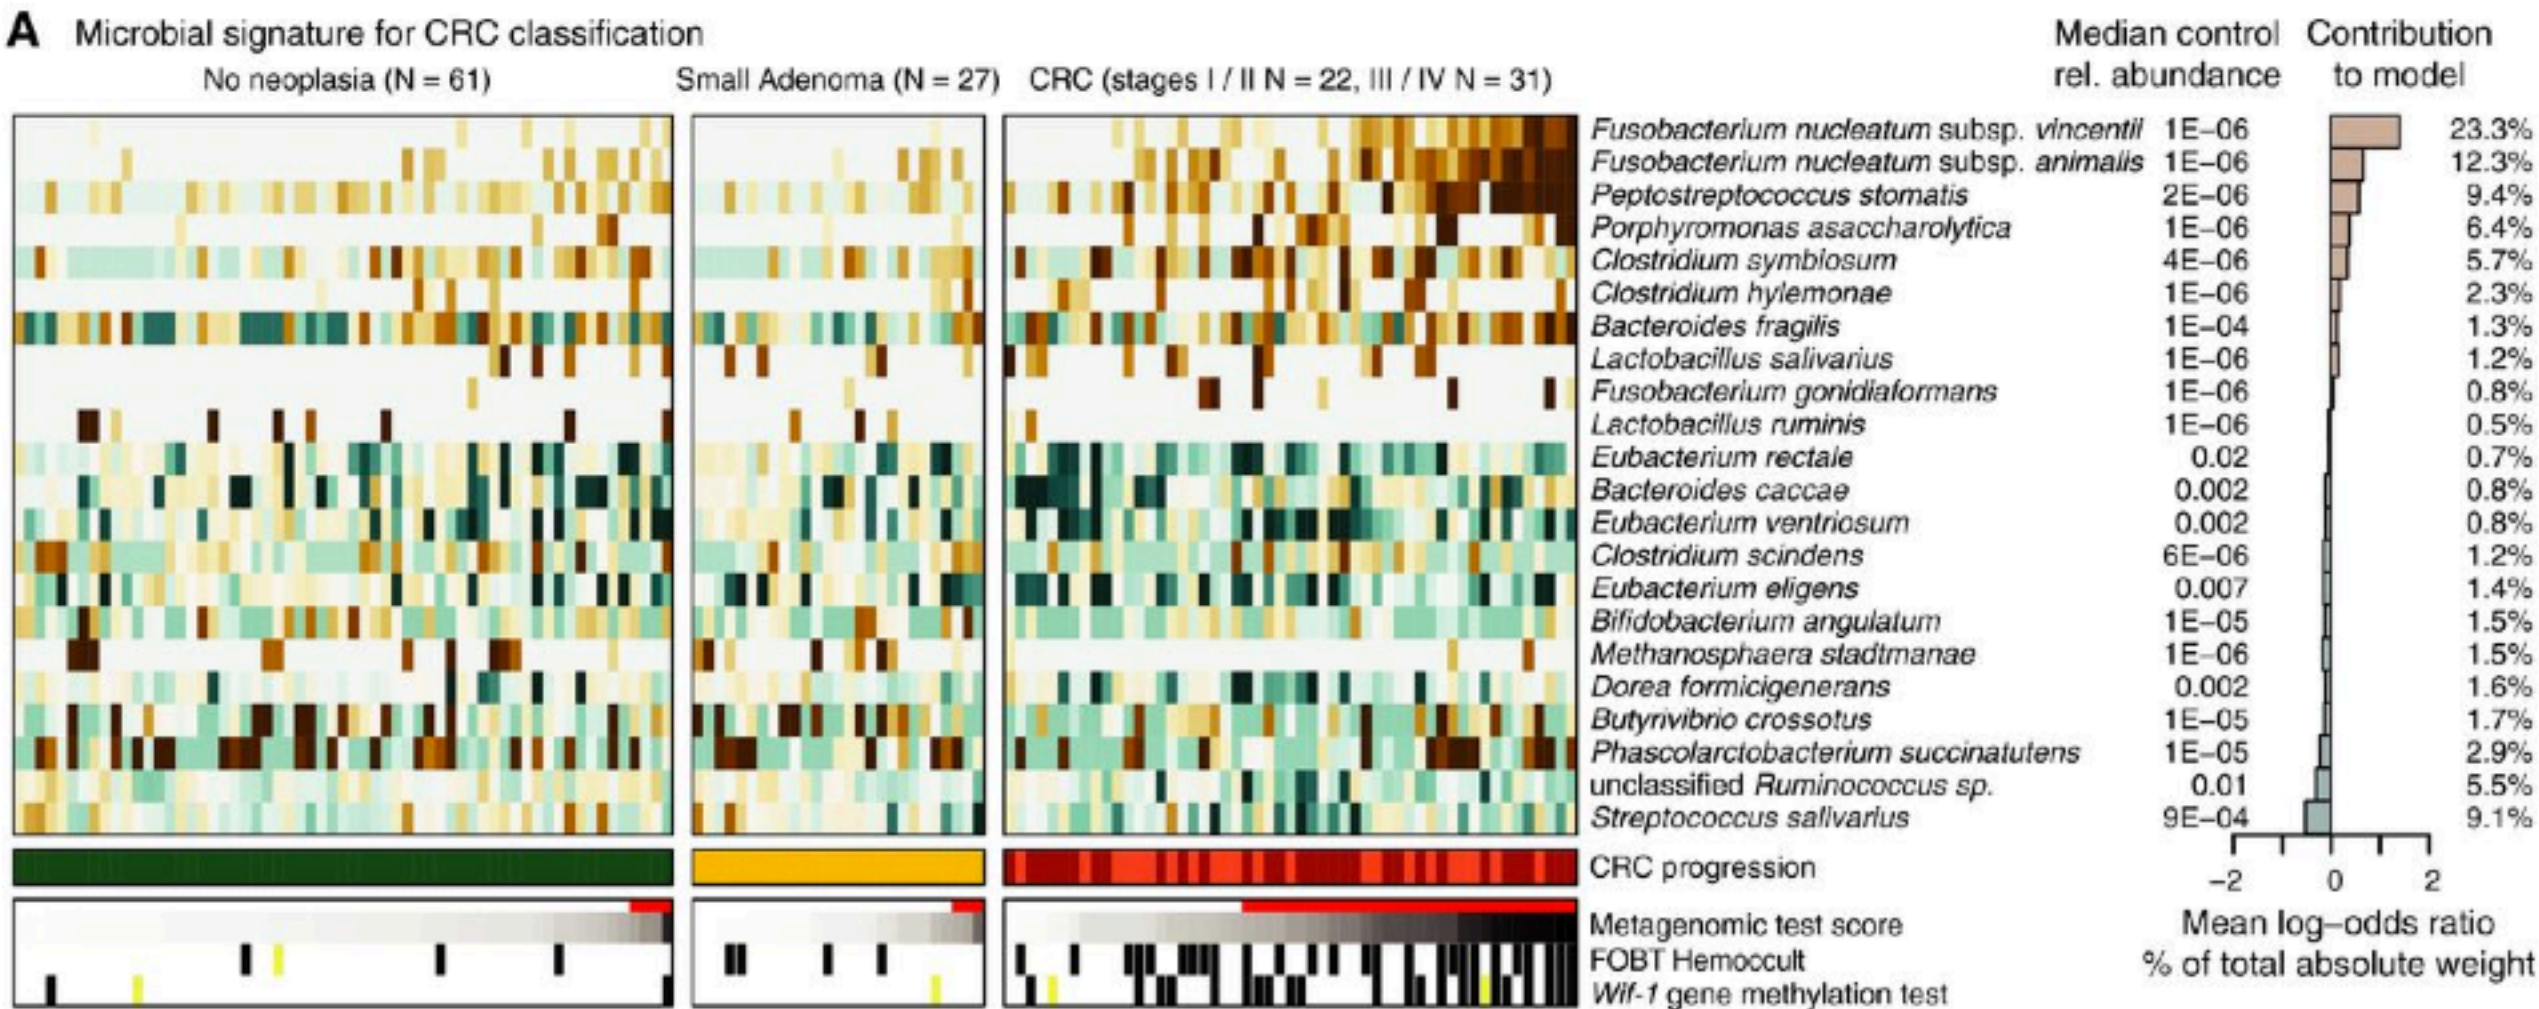 A Microbial signature for CRC classification
Median control rel. abundance
Contribution to model
No neoplasia (N = 61)
Small Adenoma (N = 27)
CRC (stages I / II N = 22, III / IV N = 31)
Fusobacterium nucleatum subsp. vincentii 1E–06 23.3%
Fusobacterium nucleatum subsp. animalis 1E–06 12.3%
Peptostreptococcus stomatis 2E–06 9.4%
Porphyromonas asaccharolytica 1E–06 6.4%
Clostridium symbiosum 4E–06 5.7%
Clostridium hylemonae 1E–06 2.3%
Bacteroides fragilis 1E–04 1.3%
Lactobacillus salivarius 1E–06 1.2%
Fusobacterium gonidiaformans 1E–06 0.8%
Lactobacillus ruminis 1E–06 0.5%
Eubacterium rectale 0.02 0.7%
Bacteroides caccae 0.002 0.8%
Eubacterium ventriosum 0.002 0.8%
Clostridium scindens 6E–06 1.2%
Eubacterium eligens 0.007 1.4%
Bifidobacterium angulatum 1E–05 1.5%
Methanosphaera stadtmanae 1E–06 1.5%
Dorea formicigenerans 0.002 1.6%
Butyrivibrio crossotus 1E–05 1.7%
Phascolarctobacterium succinatutens 1E–05 2.9%
unclassified Ruminococcus sp. 0.01 5.5%
Streptococcus salivarius 9E–04 9.1%
CRC progression
–2 0 2
Metagenomic test score
Mean log–odds ratio
FOBT Hemoccult
% of total absolute weight
Wif-1 gene methylation test